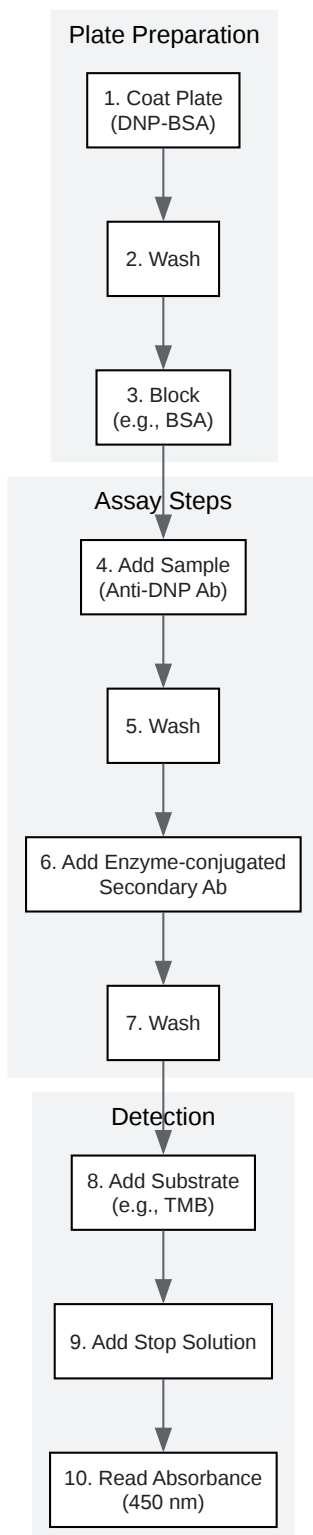 Plate Preparation
1. Coat Plate
(DNP-BSA)
2. Wash
3. Block
(e.g., BSA)
Assay Steps
4. Add Sample
(Anti-DNP Ab)
5. Wash
6. Add Enzyme-conjugated
Secondary Ab
7. Wash
Detection
8. Add Substrate
(e.g., TMB)
9. Add Stop Solution
10. Read Absorbance
(450 nm)